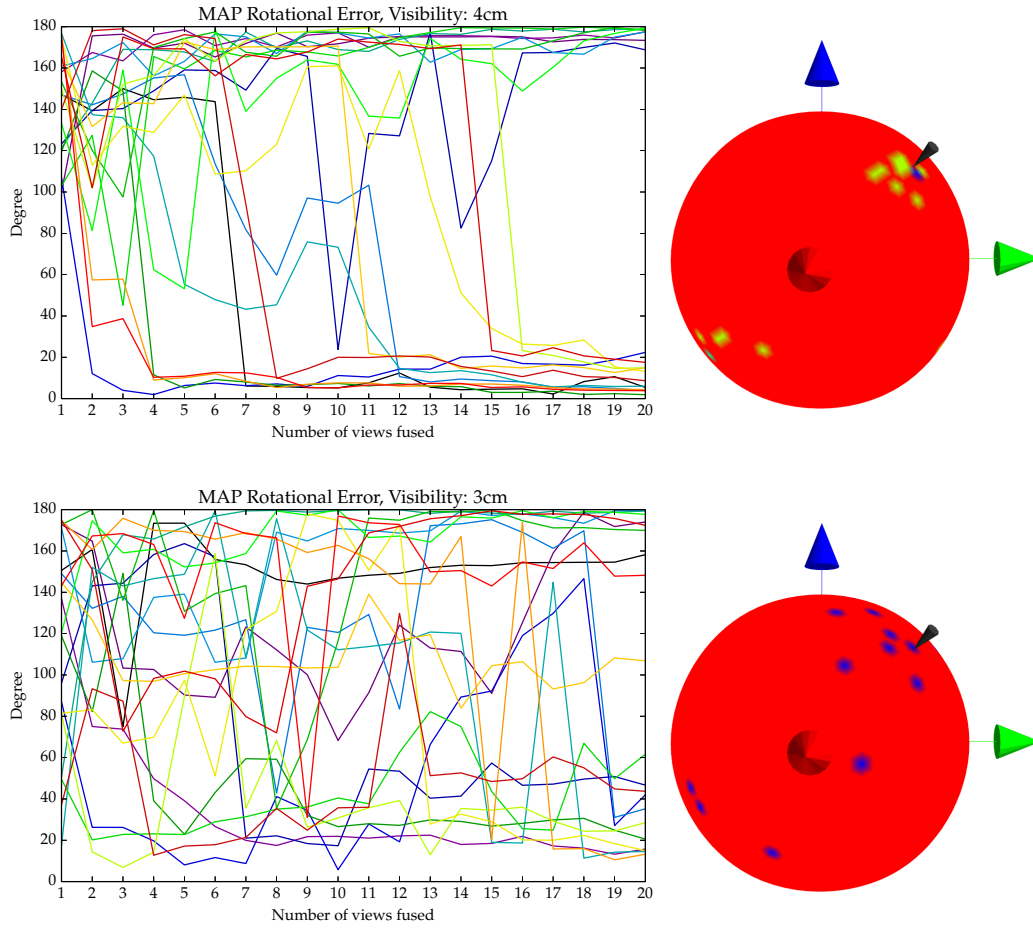 MAP Rotational Error, Visibility: 4cm
180
160
140
120
100
80
60
40
20
0
Degree
1 2 3 4 5 6 7 8 9 10 11 12 13 14 15 16 17 18 19 20
Number of views fused
MAP Rotational Error, Visibility: 3cm
180
160
140
120
100
80
60
40
20
0
Degree
1 2 3 4 5 6 7 8 9 10 11 12 13 14 15 16 17 18 19 20
Number of views fused